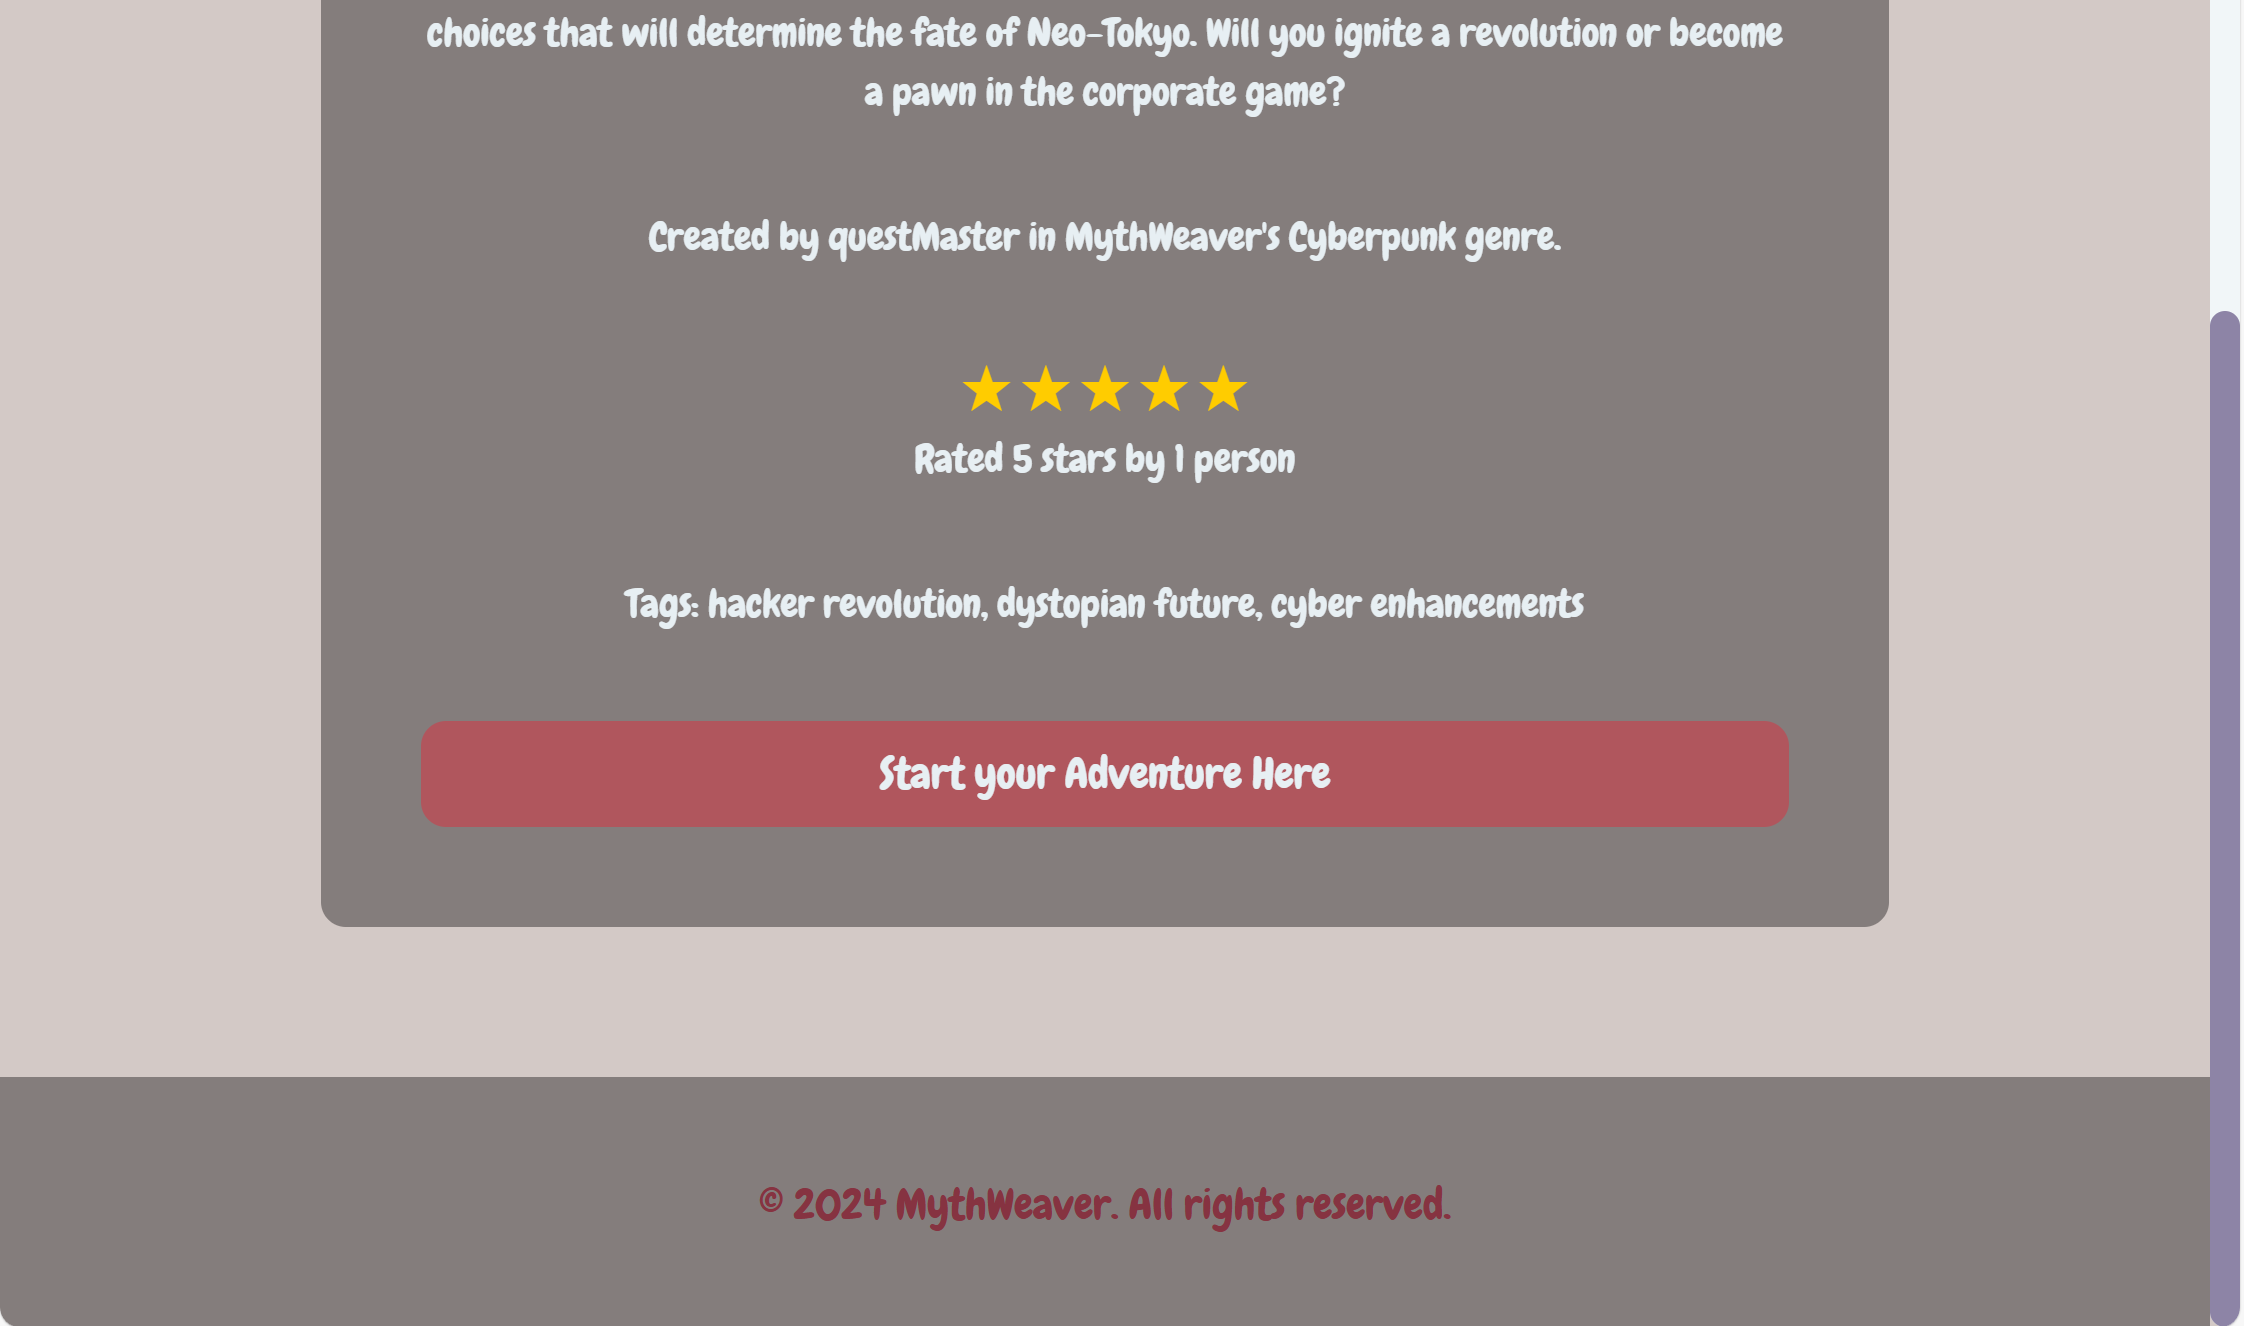 choices that will determine the fate of Neo-Tokyo. Will you ignite a revolution or become
a pawn in the corporate game?
Created by questMaster in MythWeaver's Cyberpunk genre.
Rated 5 stars by 1 person
Tags: hacker revolution, dystopian future, cyber enhancements
Start your Adventure Here
© 2024 MythWeaver. All rights reserved.